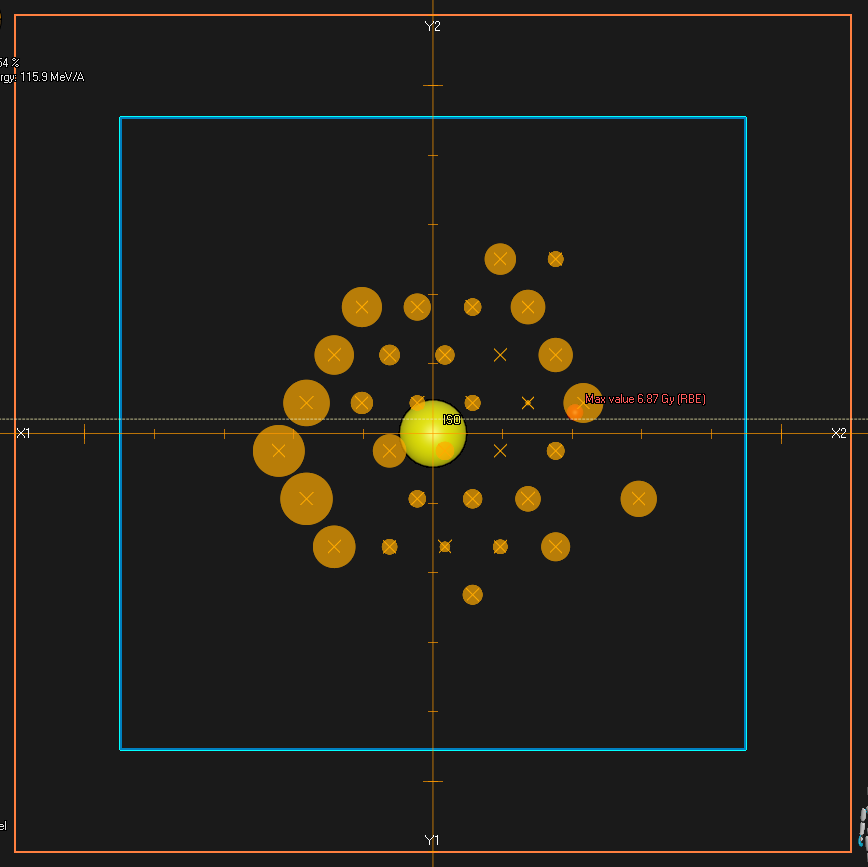 Y2
54 %
rgy: 115.9 MeV/A
Max value 6.87 Gy (RBE)
ISO
X1
X2
el
Y1